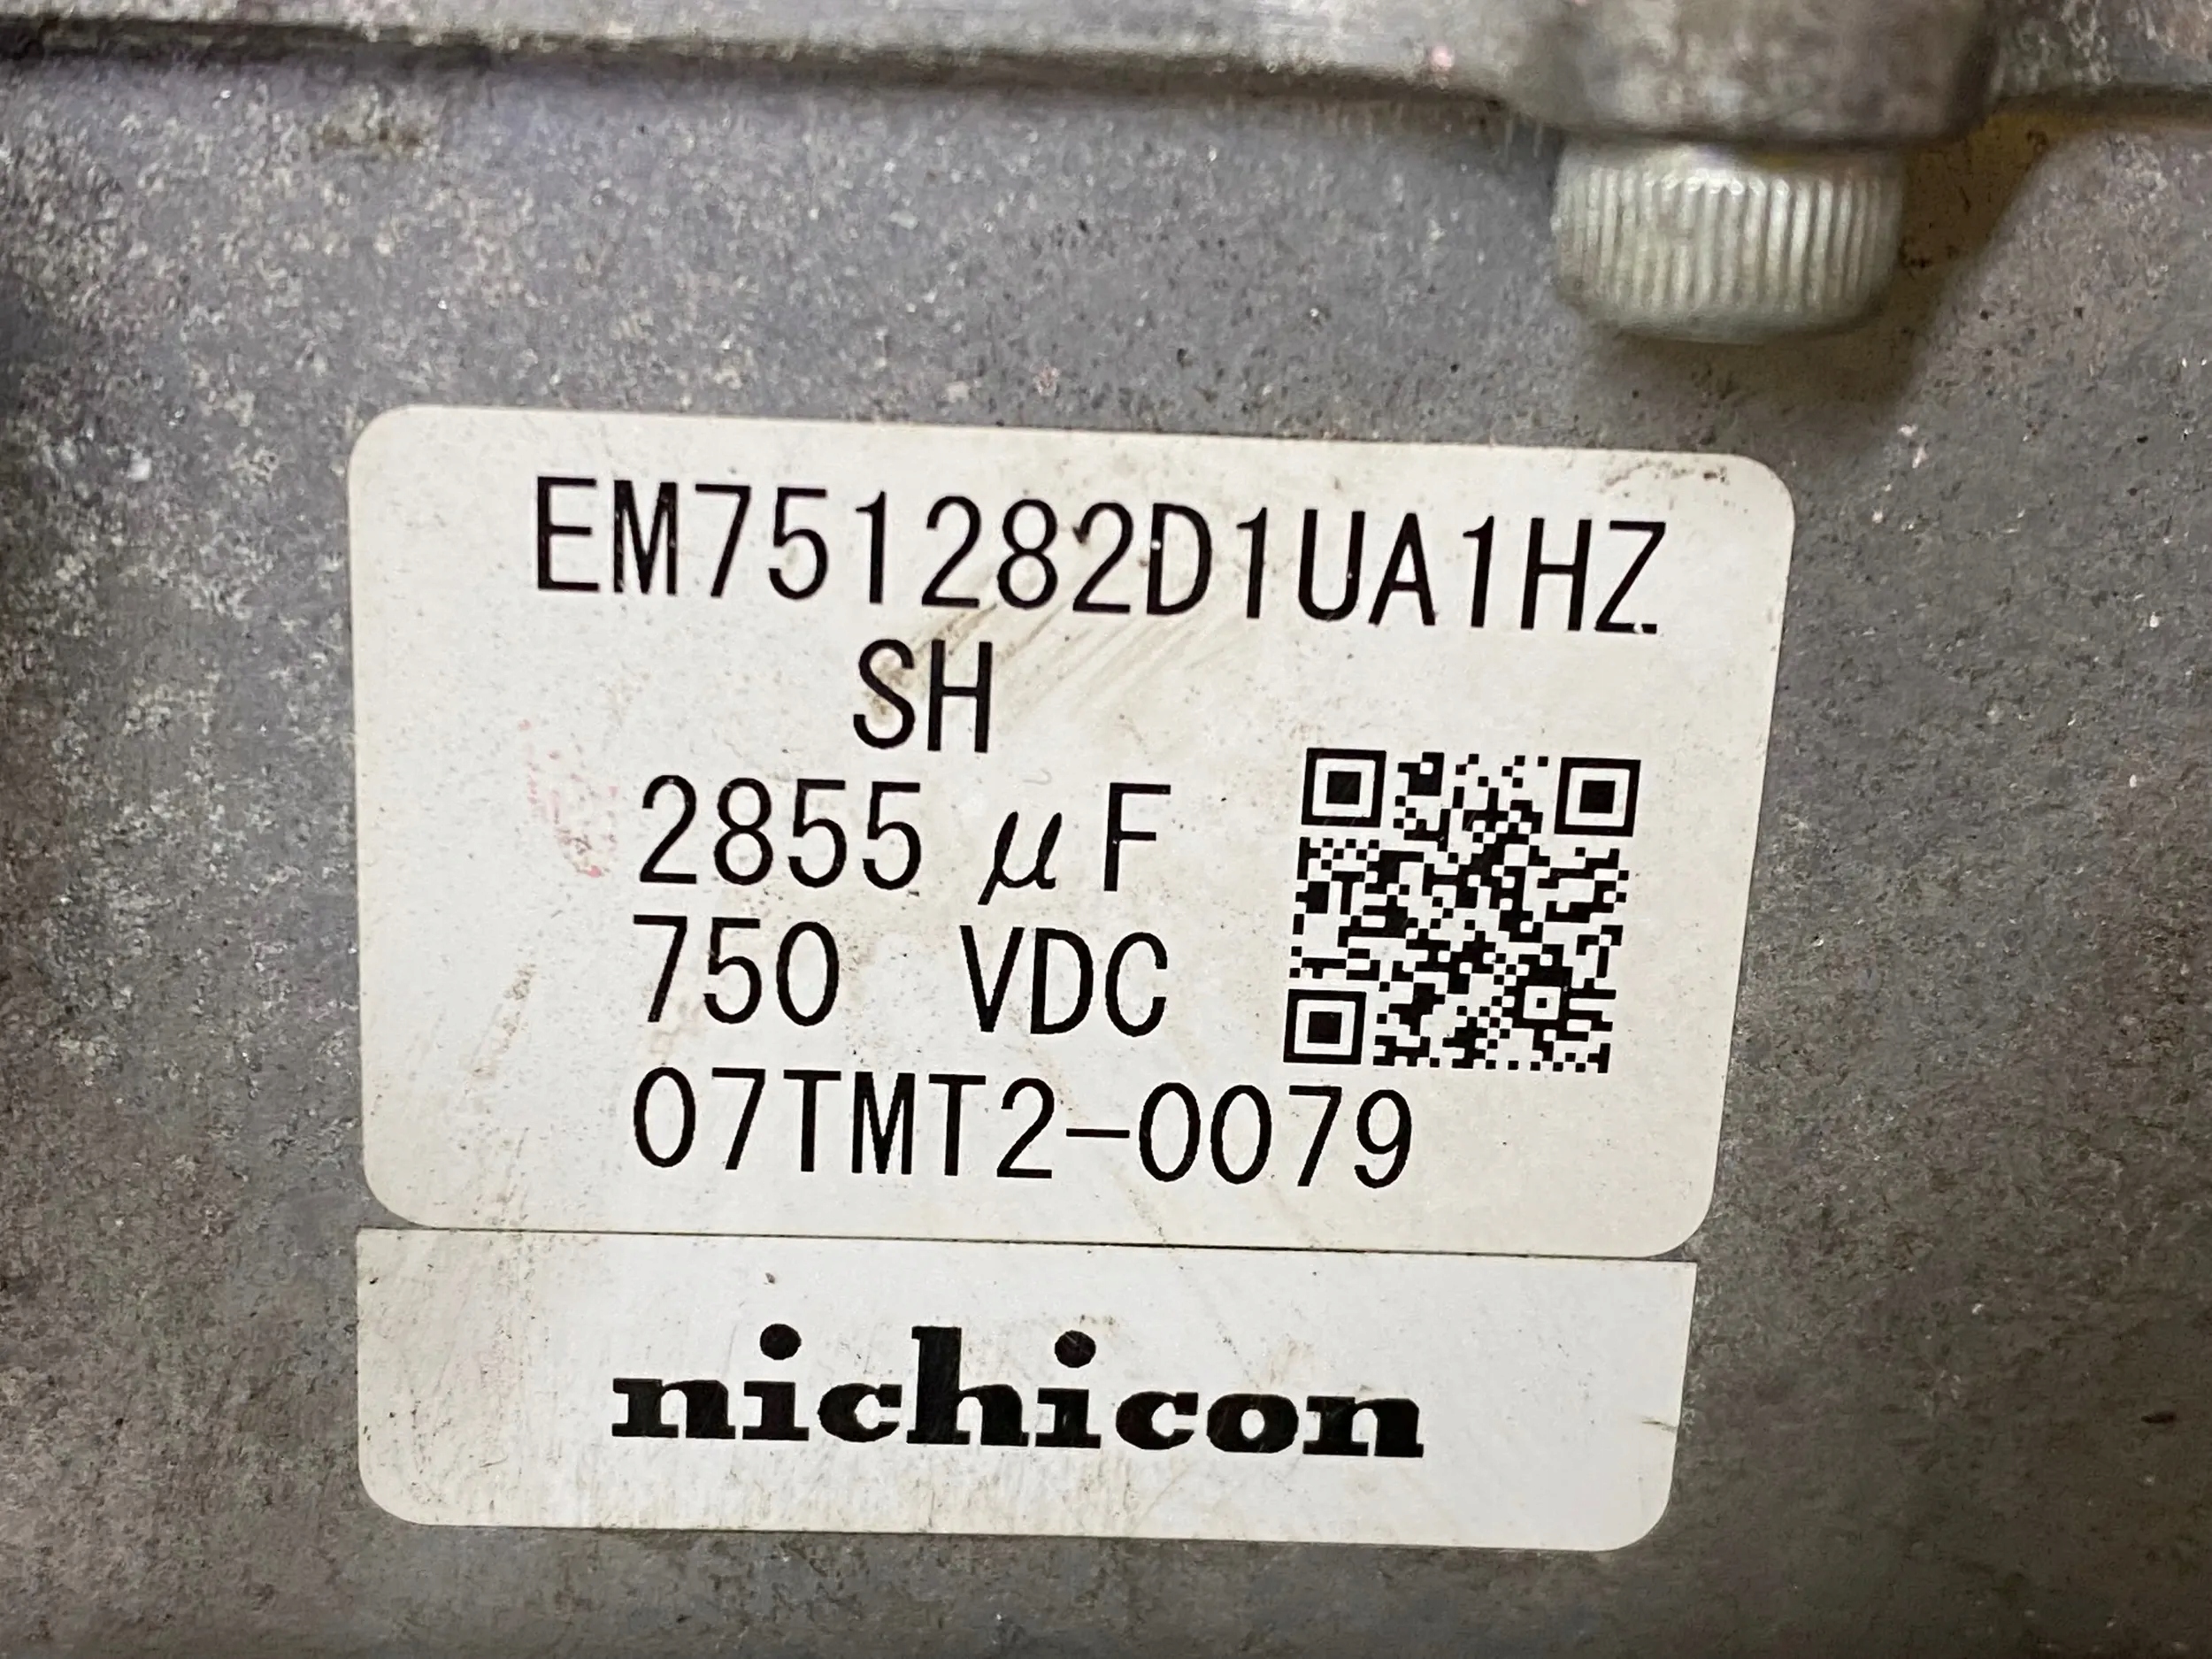 EM751282D1UA1HZ
SH
2855 μF
750 VDC
07TMT2-0079
nichicon